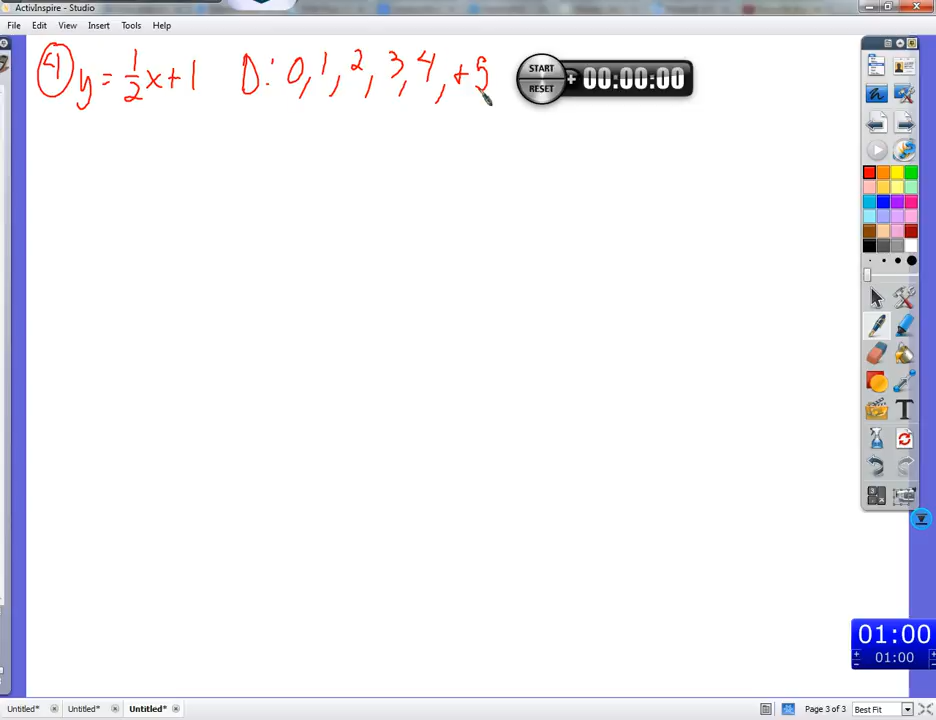 ActivInspire - Studio
File Edit View Insert Tools Help
④ y = 1/2 x + 1 D: 0, 1, 2, 3, 4, + 5
START
RESET
+ 00:00:00
T
01:00
+ 01:00 +
Untitled* Untitled* Untitled* Page 3 of 3 Best Fit